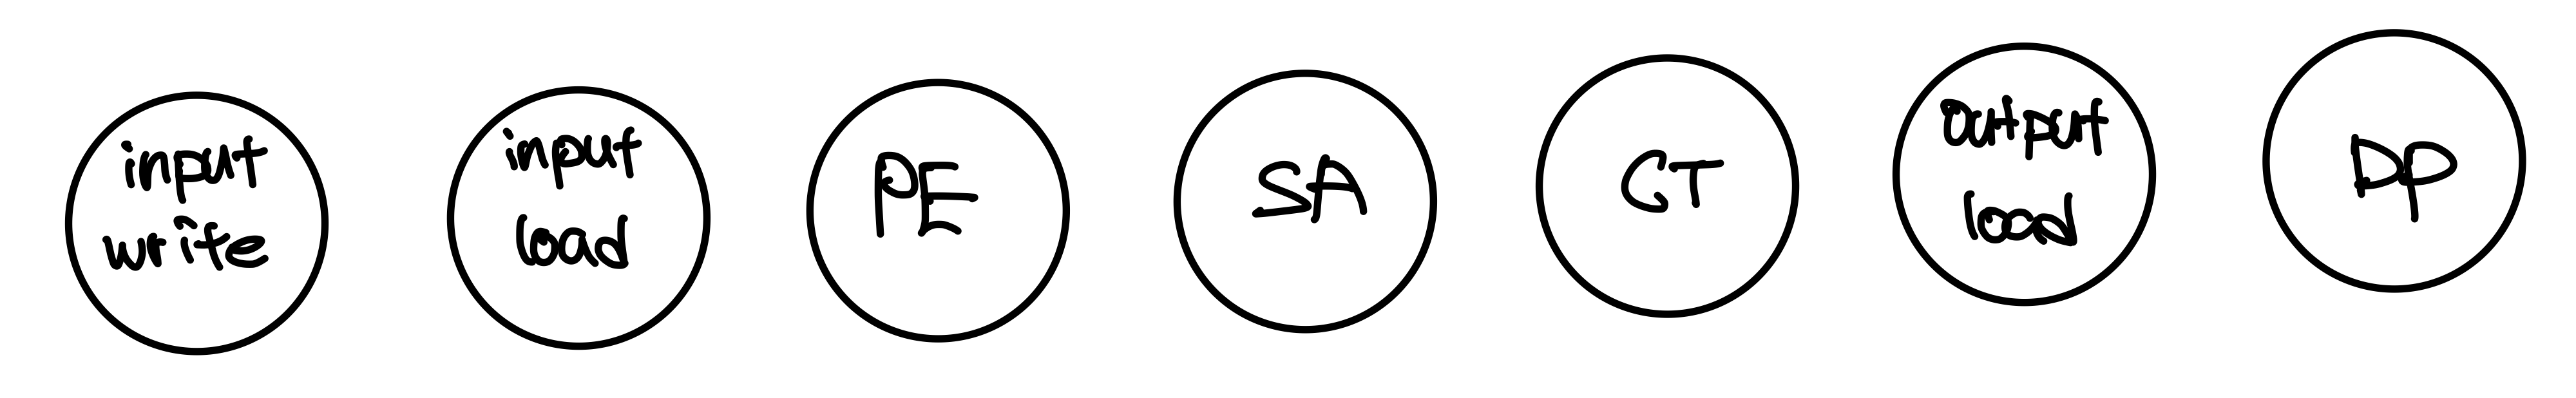 input
write
input
load
PE
SA
CT
output
load
DP